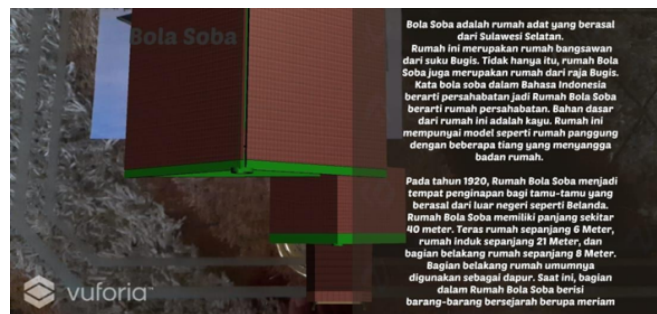 Bola Soba
Bola Soba adalah rumah adat yang berasal
dari Sulawesi Selatan.
Rumah ini merupakan rumah bangsawan
dari suku Bugis. Tidak hanya itu, rumah Bola
Soba juga merupakan rumah dari raja Bugis.
Kata bola soba dalam Bahasa Indonesia
berarti persahabatan jadi Rumah Bola Soba
berarti rumah persahabatan. Bahan dasar
dari rumah ini adalah kayu. Rumah ini
mempunyai model seperti rumah panggung
dengan beberapa tiang yang menyangga
badan rumah.
Pada tahun 1920, Rumah Bola Soba menjadi
tempat penginapan bagi tamu-tamu yang
berasal dari luar negeri seperti Belanda.
Rumah Bola Soba memiliki panjang sekitar
40 meter. Teras rumah sepanjang 6 Meter,
rumah induk sepanjang 21 Meter, dan
bagian belakang rumah sepanjang 8 Meter.
Bagian belakang rumah umumnya
digunakan sebagai dapur. Saat ini, bagian
dalam Rumah Bola Soba berisi
barang-barang bersejarah berupa meriam
vuforia™